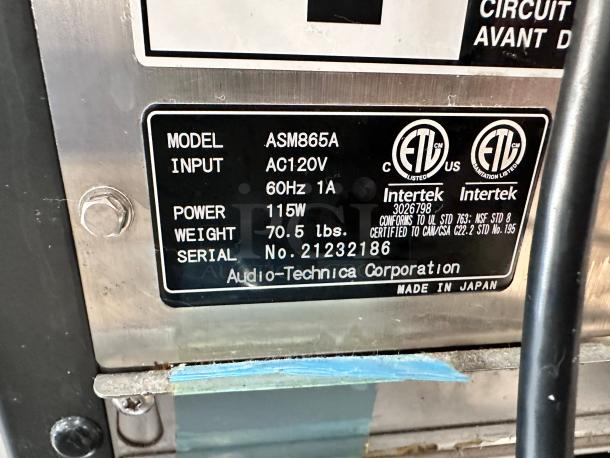 CIRCUIT
AVANT D
MODEL ASM865A
INPUT AC120V
60Hz 1A
POWER 115W
WEIGHT 70.5 lbs.
SERIAL No.21232186
Audio-Technica Corporation
MADE IN JAPAN
ETL CM
LISTED
C US
Intertek
ETL CM
SANITATION LISTED
Intertek
3026798
CONFORMS TO UL STD 763; NSF STD 8
CERTIFIED TO CAN/CSA C22.2 STD No.195